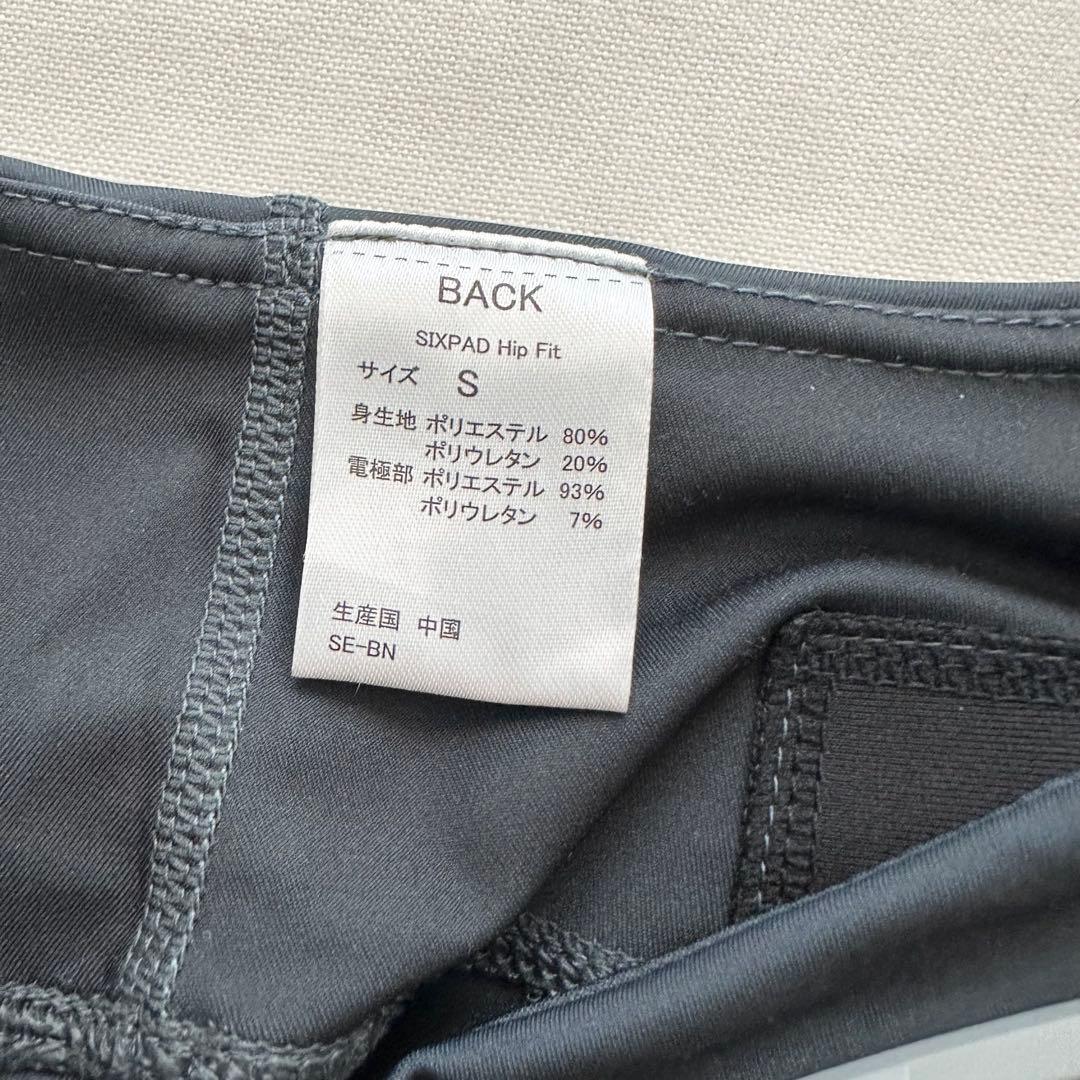 BACK
SIXPAD Hip Fit
サイズ S
身生地 ポリエステル 80%
ポリウレタン 20%
電極部 ポリエステル 93%
ポリウレタン 7%
生産国 中国
SE-BN